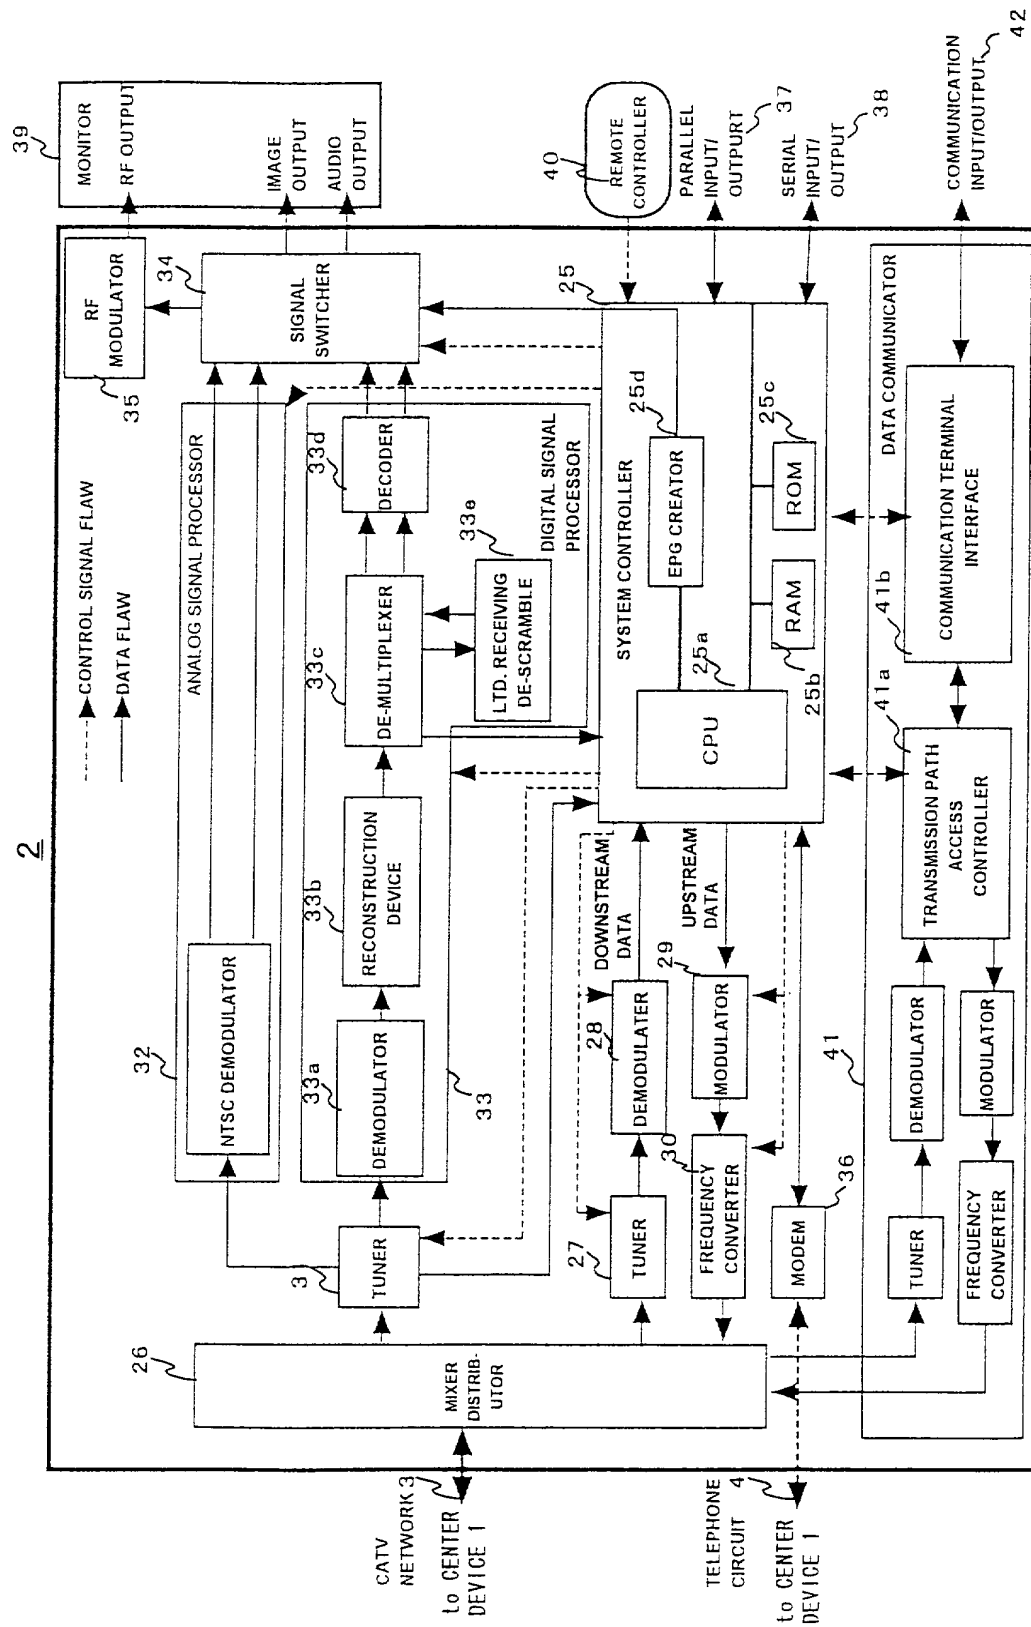 2
CONTROL SIGNAL FLAW
DATA FLAW
39
MONITOR
RF OUTPUT
IMAGE
OUTPUT
AUDIO
OUTPUT
RF
MODULATOR
35
34
SIGNAL
SWITCHER
ANALOG SIGNAL PROCESSOR
32
NTSC DEMODULATOR
33a
DEMODULATOR
33b
RECONSTRUCTION
DEVICE
33c
DE-MULTIPLEXER
33d
DECODER
33e
LTD. RECEIVING
DE-SCRAMBLE
DIGITAL SIGNAL
PROCESSOR
33
3
TUNER
26
MIXER
DISTRIB-
UTOR
CATV
NETWORK 3
to CENTER
DEVICE 1
40
REMOTE
CONTROLLER
PARALLEL
INPUT/
OUTPURT
37
SERIAL
INPUT/
OUTPUT
38
25
SYSTEM CONTROLLER
25d
EPG CREATOR
25a
CPU
25b
RAM
25c
ROM
DOWNSTREAM
DATA
UPSTREAM
DATA
27
TUNER
28
DEMODULATER
29
MODULATOR
30
FREQUENCY
CONVERTER
MODEM
36
TELEPHONE
CIRCUIT
4
to CENTER
DEVICE 1
41
DATA COMMUNICATOR
TUNER
DEMODULATOR
FREQUENCY
CONVERTER
MODULATOR
41a
TRANSMISSION PATH
ACCESS
CONTROLLER
41b
COMMUNICATION TERMINAL
INTERFACE
COMMUNICATION
INPUT/OUTPUT
42